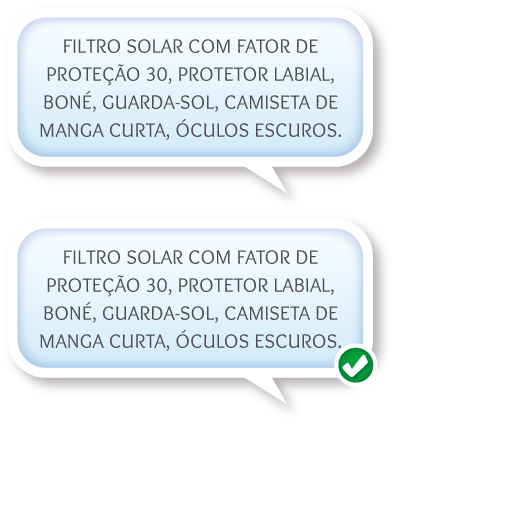 FILTRO SOLAR COM FATOR DE
PROTEÇÃO 30, PROTETOR LABIAL,
BONÉ, GUARDA-SOL, CAMISETA DE
MANGA CURTA, ÓCULOS ESCUROS.
FILTRO SOLAR COM FATOR DE
PROTEÇÃO 30, PROTETOR LABIAL,
BONÉ, GUARDA-SOL, CAMISETA DE
MANGA CURTA, ÓCULOS ESCUROS.